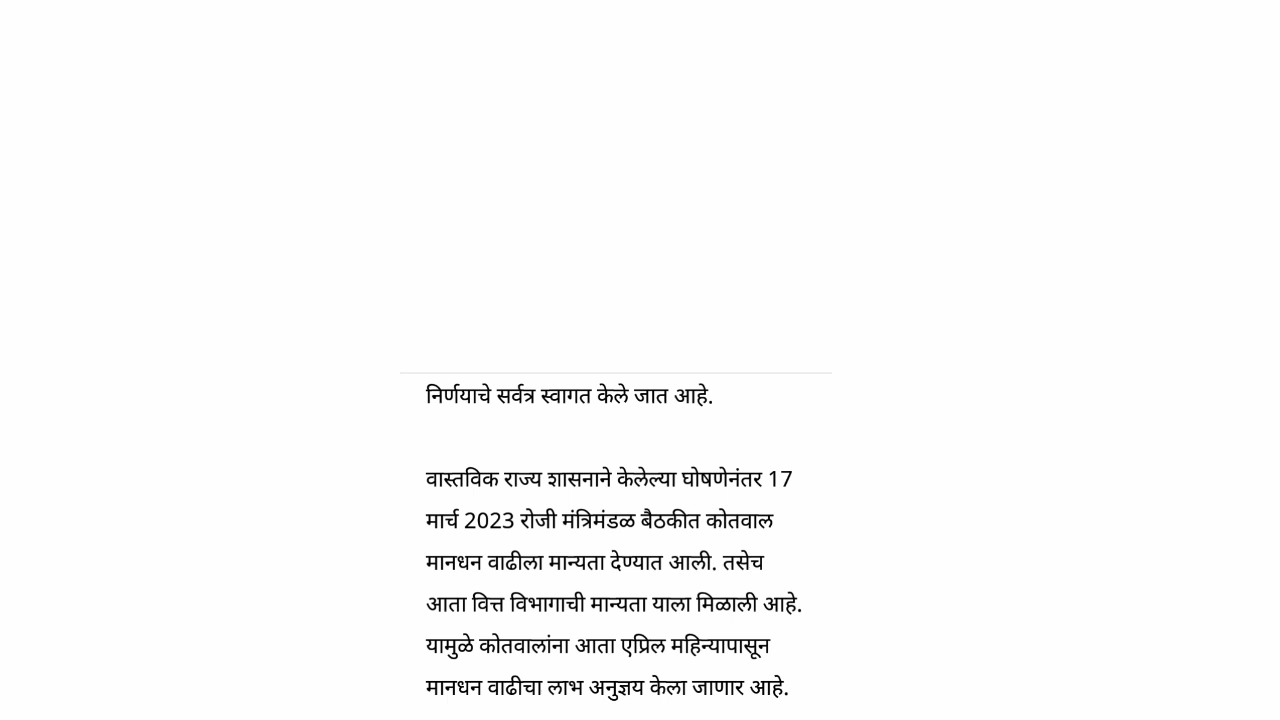 निर्णयाचे सर्वत्र स्वागत केले जात आहे.
वास्तविक राज्य शासनाने केलेल्या घोषणेनंतर 17
मार्च 2023 रोजी मंत्रिमंडळ बैठकीत कोतवाल
मानधन वाढीला मान्यता देण्यात आली. तसेच
आता वित्त विभागाची मान्यता याला मिळाली आहे.
यामुळे कोतवालांना आता एप्रिल महिन्यापासून
मानधन वाढीचा लाभ अनुज्ञय केला जाणार आहे.